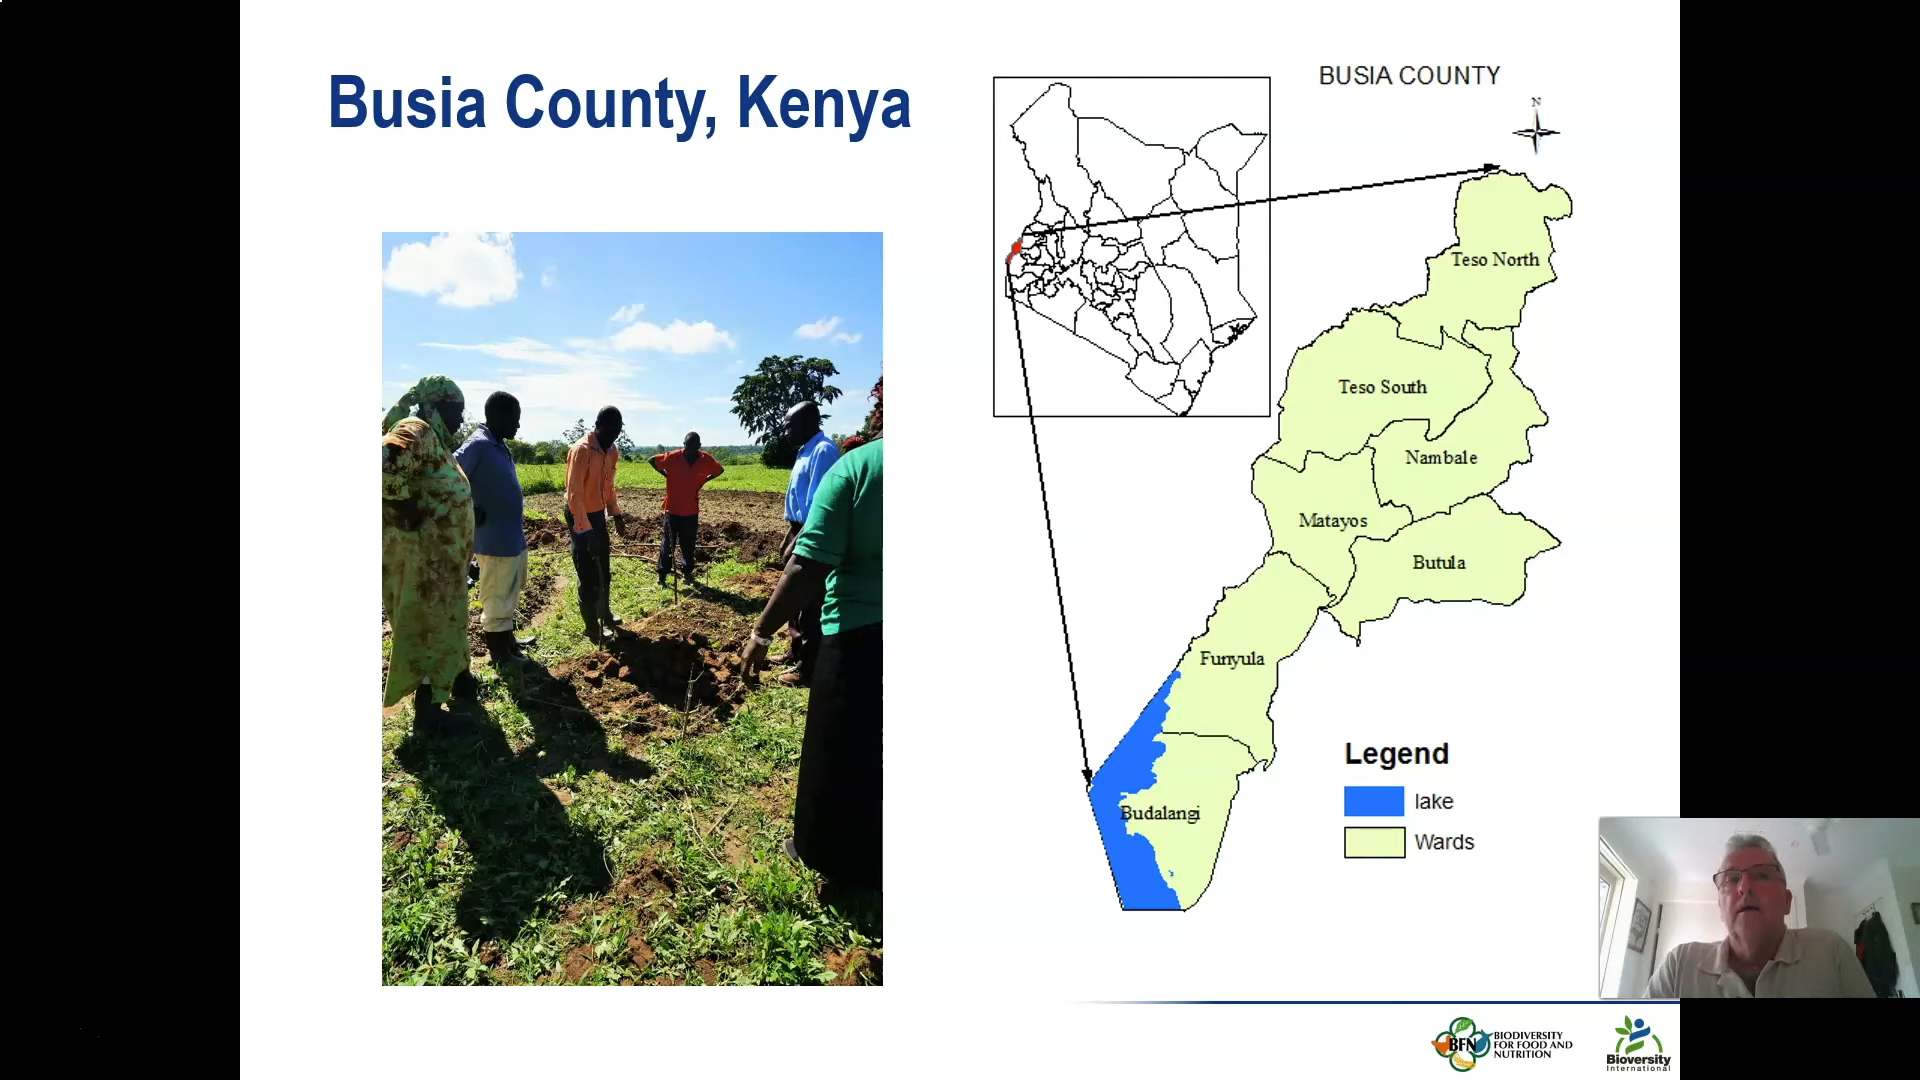 Busia County, Kenya
BUSIA COUNTY
N
Teso North
Teso South
Nambale
Matayos
Butula
Funyula
Budalangi
Legend
lake
Wards
BFN
BIODIVERSITY
FOR FOOD AND
NUTRITION
Bioversity
International